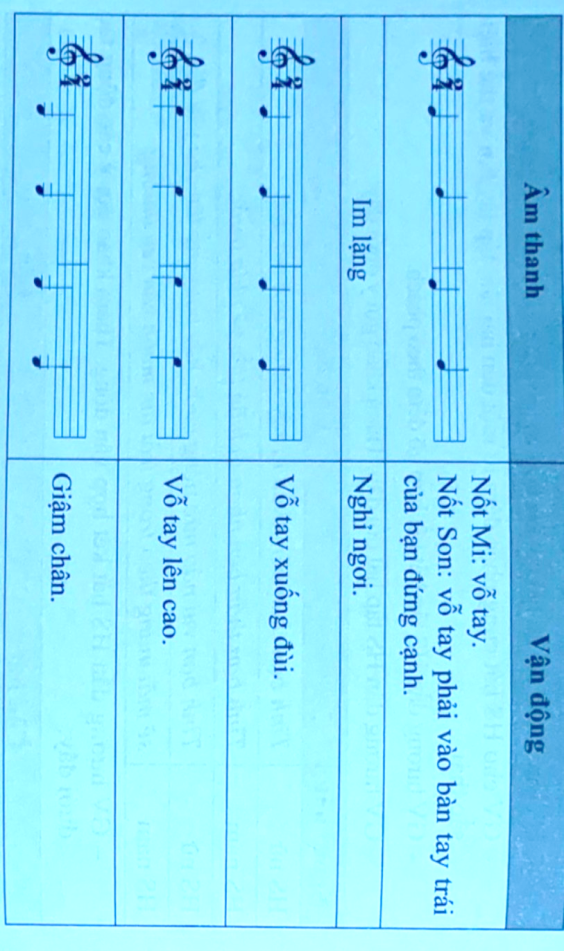 Âm thanh
Vận động
Nốt Mi: vỗ tay.
Nốt Son: vỗ tay phải vào bàn tay trái
của bạn đứng cạnh.
Im lặng
Nghỉ ngơi.
Vỗ tay xuống đùi.
Vỗ tay lên cao.
Giậm chân.